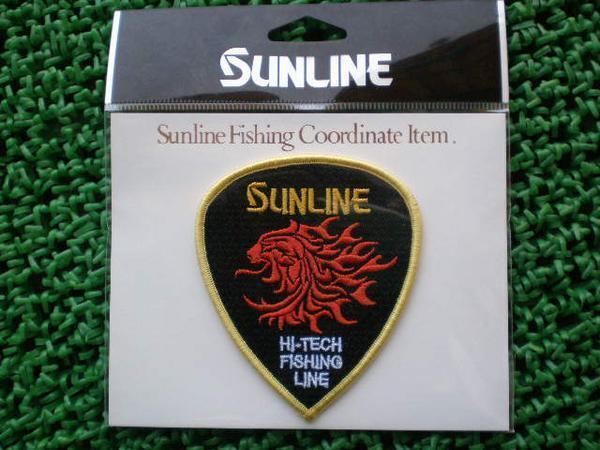 SUNLINE
Sunline Fishing Coordinate Item.
SUNLINE
HI-TECH
FISHING
LINE